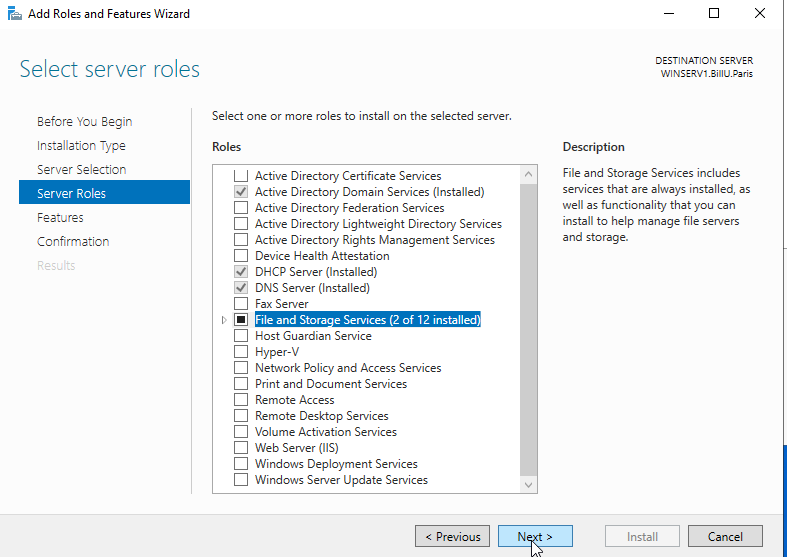 Add Roles and Features Wizard
Select server roles
DESTINATION SERVER
WINSERV1.BillU.Paris
Before You Begin
Installation Type
Server Selection
Server Roles
Features
Confirmation
Results
Select one or more roles to install on the selected server.
Roles
Active Directory Certificate Services
Active Directory Domain Services (Installed)
Active Directory Federation Services
Active Directory Lightweight Directory Services
Active Directory Rights Management Services
Device Health Attestation
DHCP Server (Installed)
DNS Server (Installed)
Fax Server
File and Storage Services (2 of 12 installed)
Host Guardian Service
Hyper-V
Network Policy and Access Services
Print and Document Services
Remote Access
Remote Desktop Services
Volume Activation Services
Web Server (IIS)
Windows Deployment Services
Windows Server Update Services
Description
File and Storage Services includes
services that are always installed, as
well as functionality that you can
install to help manage file servers
and storage.
< Previous
Next >
Install
Cancel